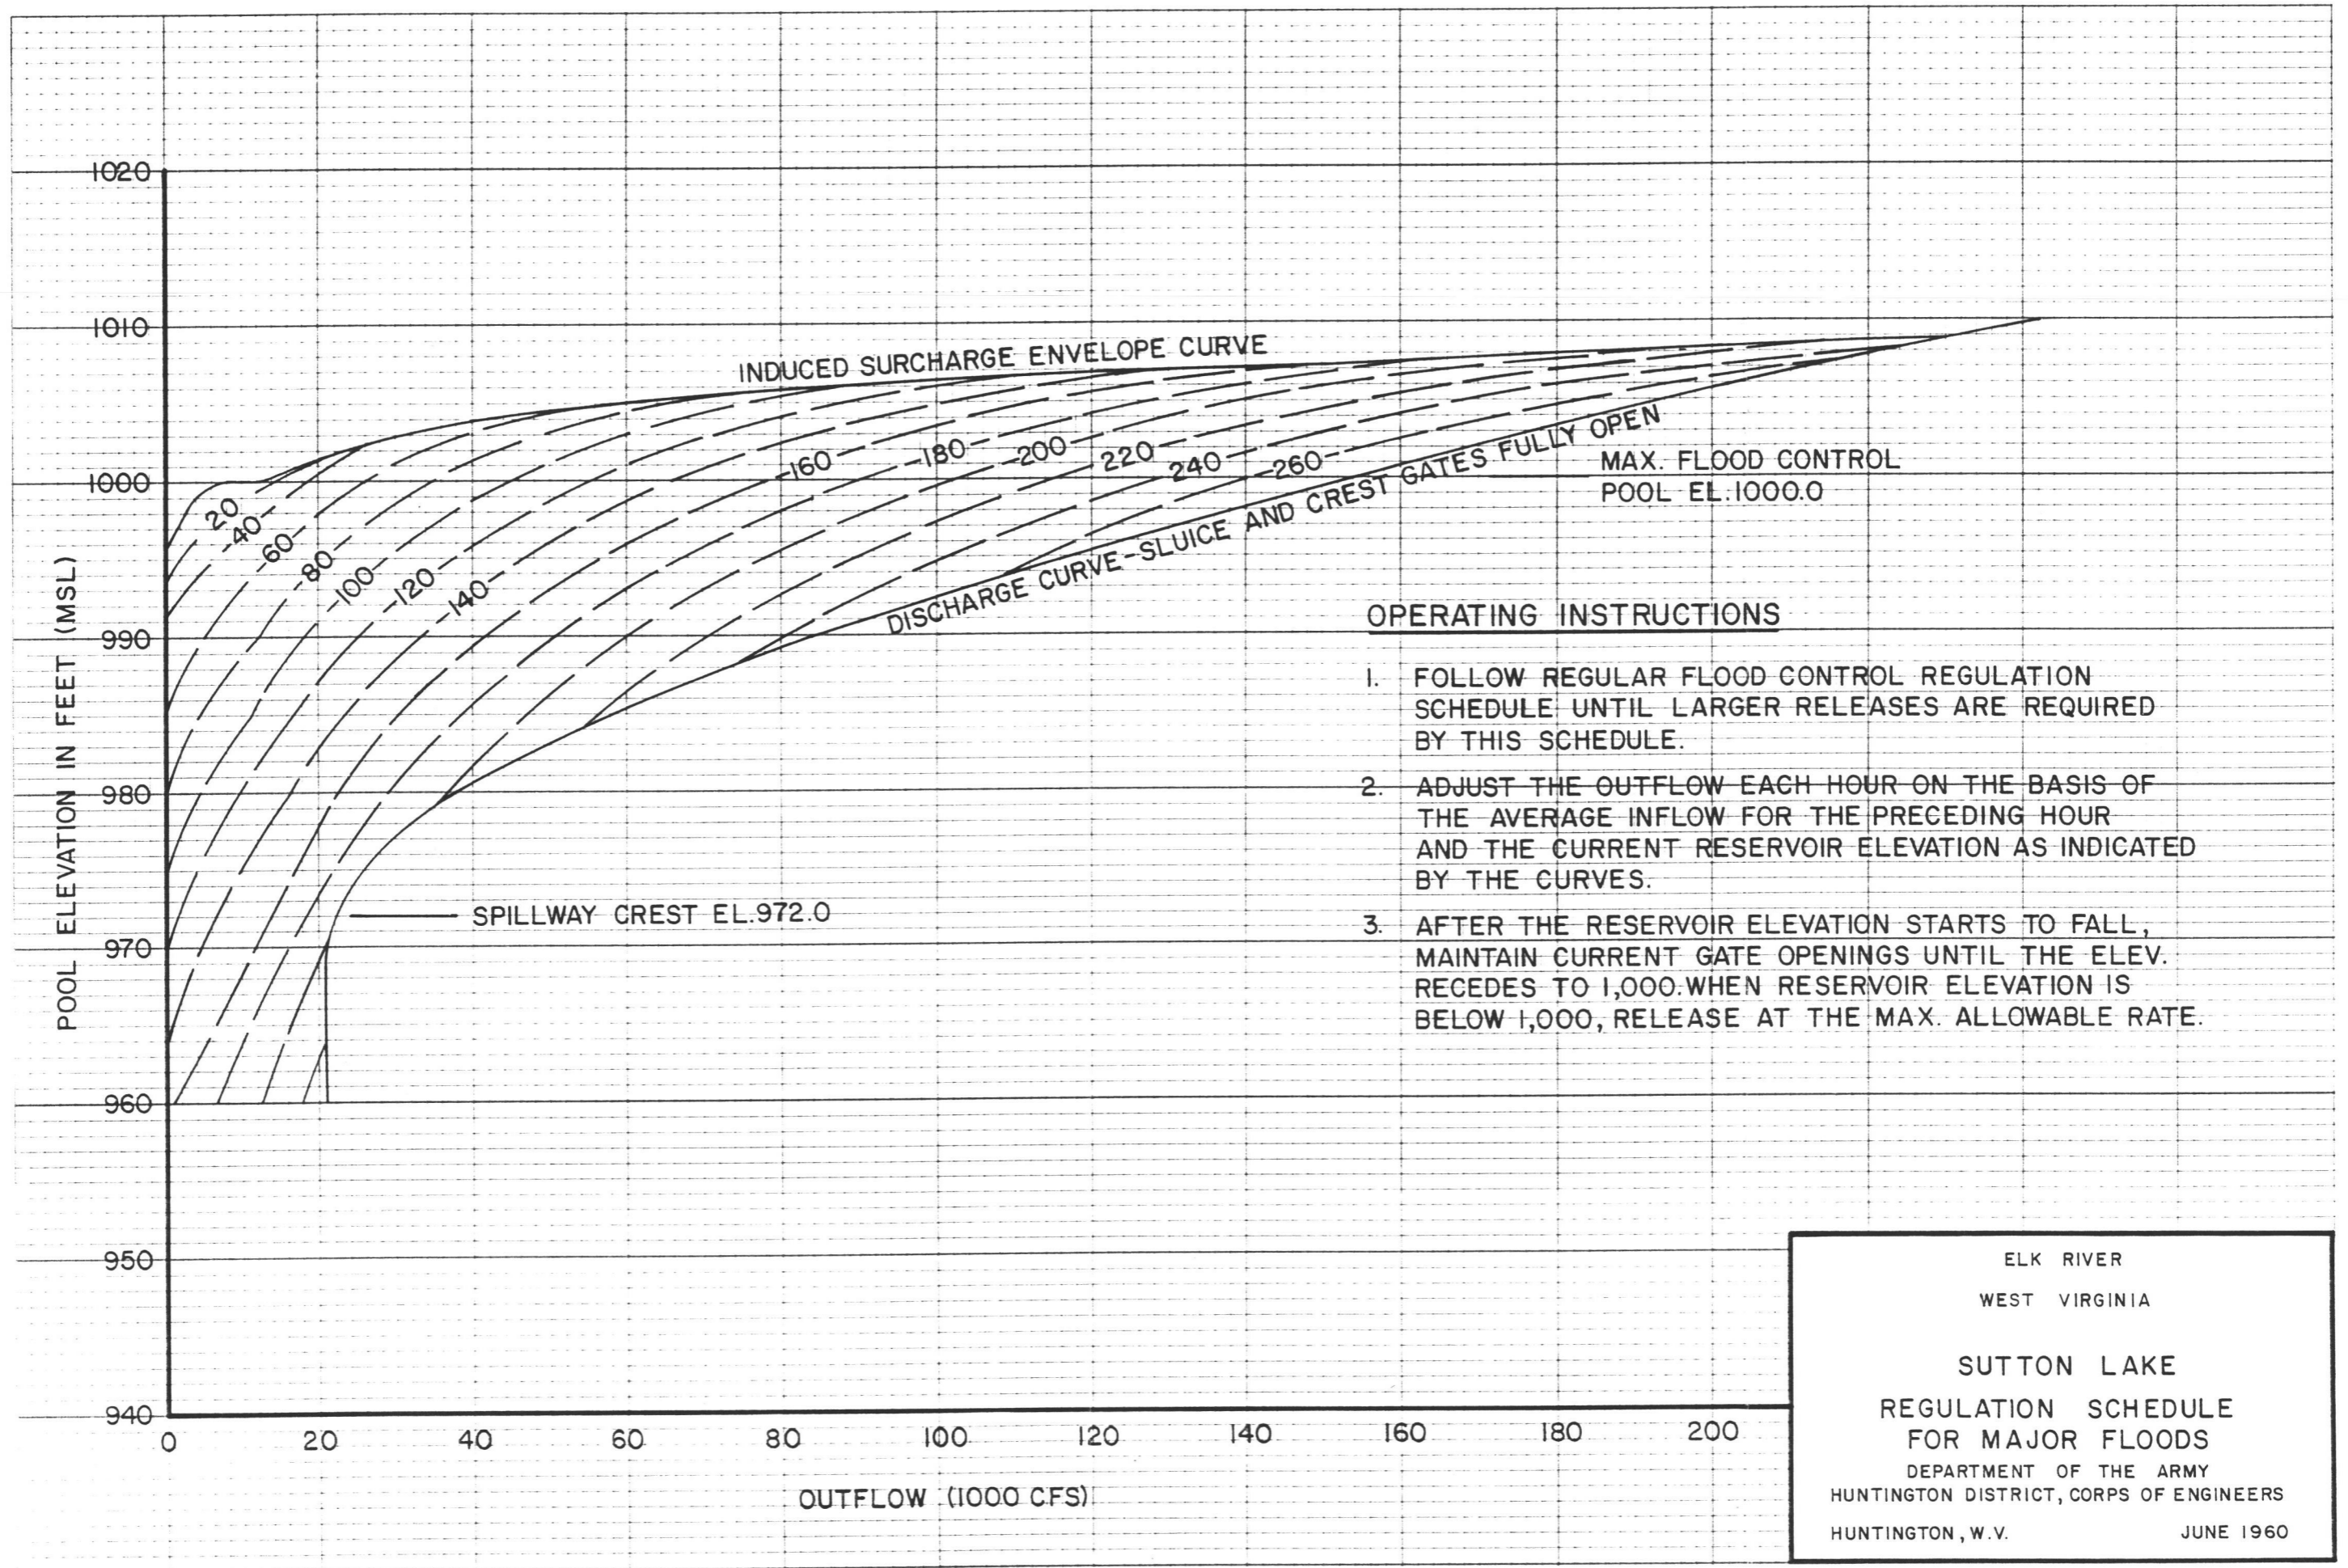 1020
1010
1000
990
980
970
960
950
940
POOL ELEVATION IN FEET (MSL)
INDUCED SURCHARGE ENVELOPE CURVE
20
40
60
80
100
120
140
160
180
200
220
240
260
DISCHARGE CURVE-SLUICE AND CREST GATES FULLY OPEN
MAX. FLOOD CONTROL
POOL EL.1000.0
SPILLWAY CREST EL.972.0
OPERATING INSTRUCTIONS
1. FOLLOW REGULAR FLOOD CONTROL REGULATION
SCHEDULE UNTIL LARGER RELEASES ARE REQUIRED
BY THIS SCHEDULE.
2. ADJUST THE OUTFLOW EACH HOUR ON THE BASIS OF
THE AVERAGE INFLOW FOR THE PRECEDING HOUR
AND THE CURRENT RESERVOIR ELEVATION AS INDICATED
BY THE CURVES.
3. AFTER THE RESERVOIR ELEVATION STARTS TO FALL,
MAINTAIN CURRENT GATE OPENINGS UNTIL THE ELEV.
RECEDES TO 1,000. WHEN RESERVOIR ELEVATION IS
BELOW 1,000, RELEASE AT THE MAX. ALLOWABLE RATE.
0 20 40 60 80 100 120 140 160 180 200
OUTFLOW (1000 CFS)
ELK RIVER
WEST VIRGINIA
SUTTON LAKE
REGULATION SCHEDULE
FOR MAJOR FLOODS
DEPARTMENT OF THE ARMY
HUNTINGTON DISTRICT, CORPS OF ENGINEERS
HUNTINGTON, W.V. JUNE 1960